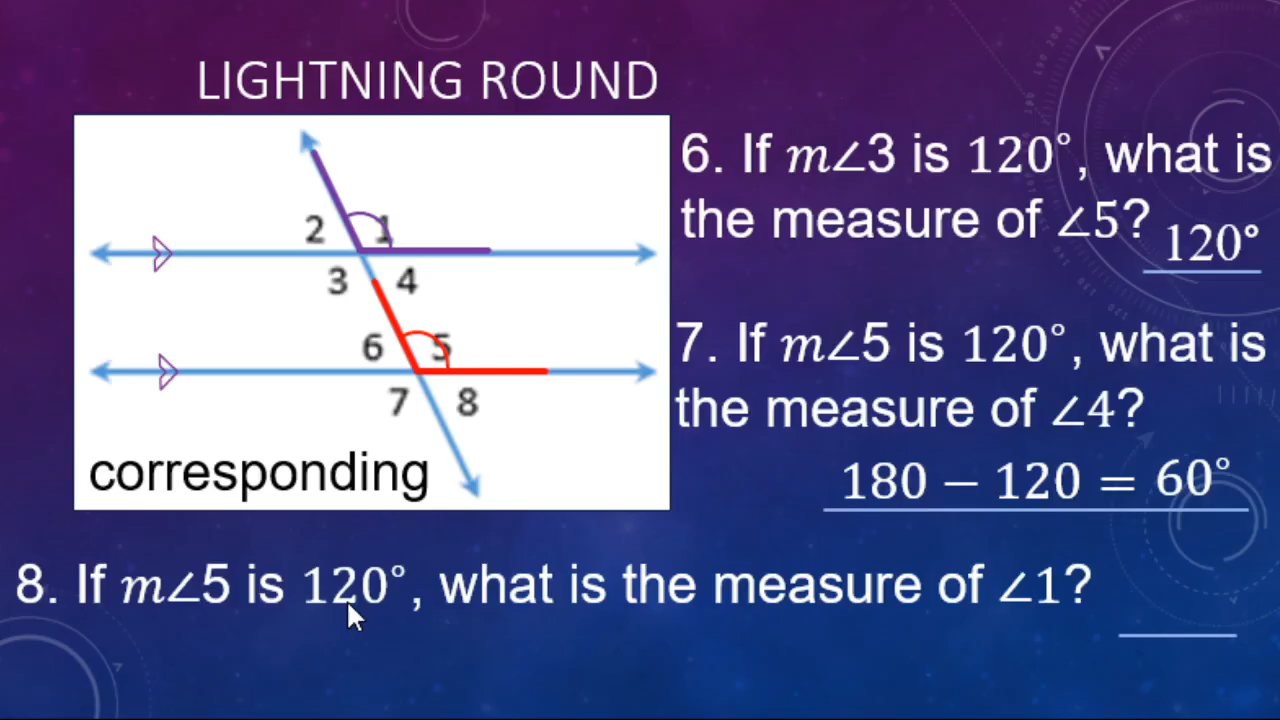 LIGHTNING ROUND
2 1
3 4
6 5
7 8
corresponding
6. If m∠3 is 120°, what is
the measure of ∠5?
120°
7. If m∠5 is 120°, what is
the measure of ∠4?
180 − 120 = 60°
8. If m∠5 is 120°, what is the measure of ∠1?